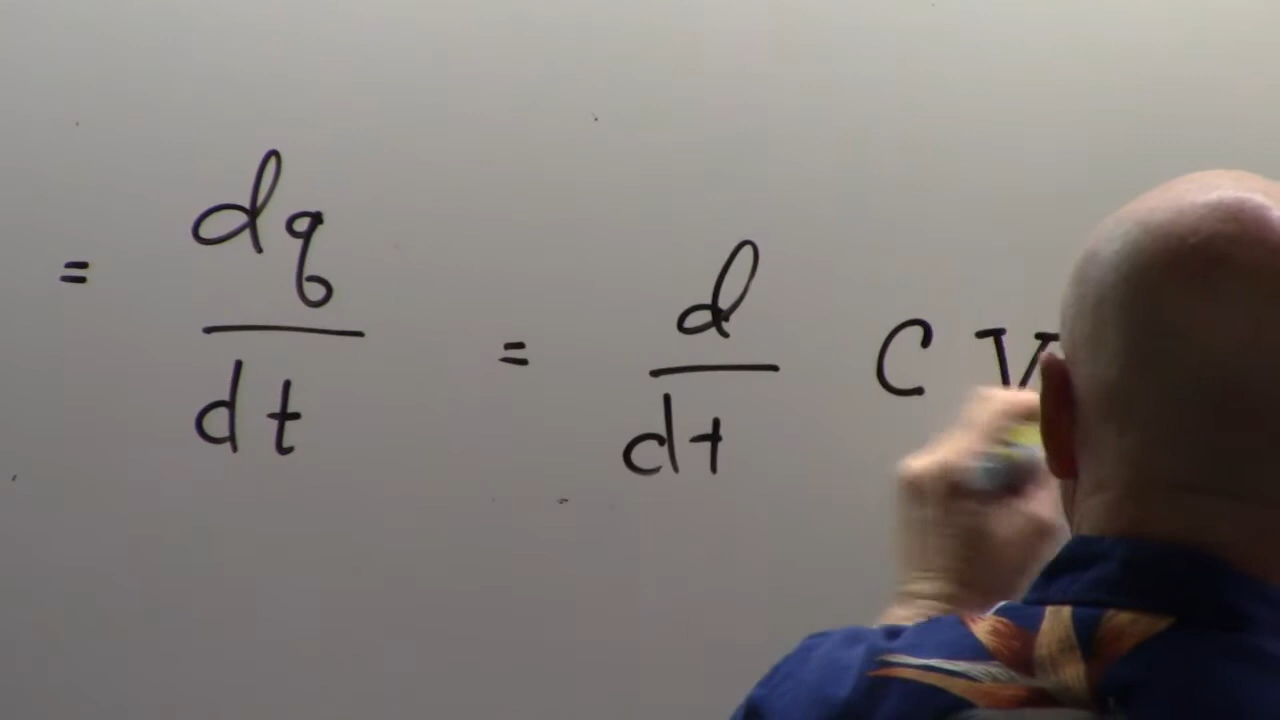 = dq/dt = d/dt C V